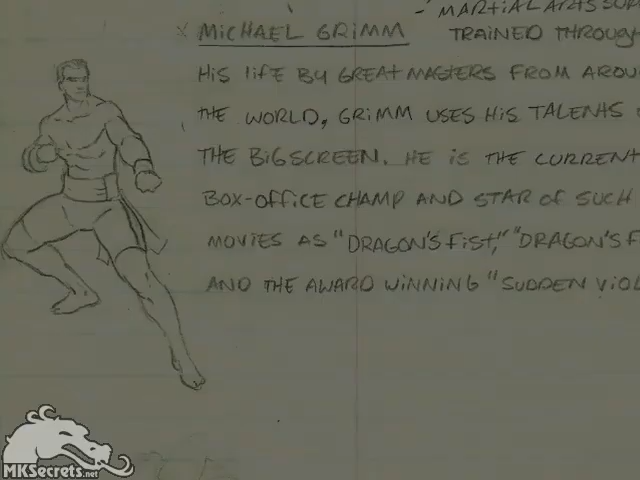 - MARTIAL ARTS
MICHAEL GRIMM TRAINED THROUGH
HIS LIFE BY GREAT MASTERS FROM
THE WORLD, GRIMM USES HIS TALENTS
THE BIGSCREEN. HE IS THE CURRENT
BOX-OFFICE CHAMP AND STAR OF SUCH
MOVIES AS "DRAGON'S FIST," "DRAGON'S F
AND THE AWARD WINNING "SUDDEN VIOL
MKSecrets.net